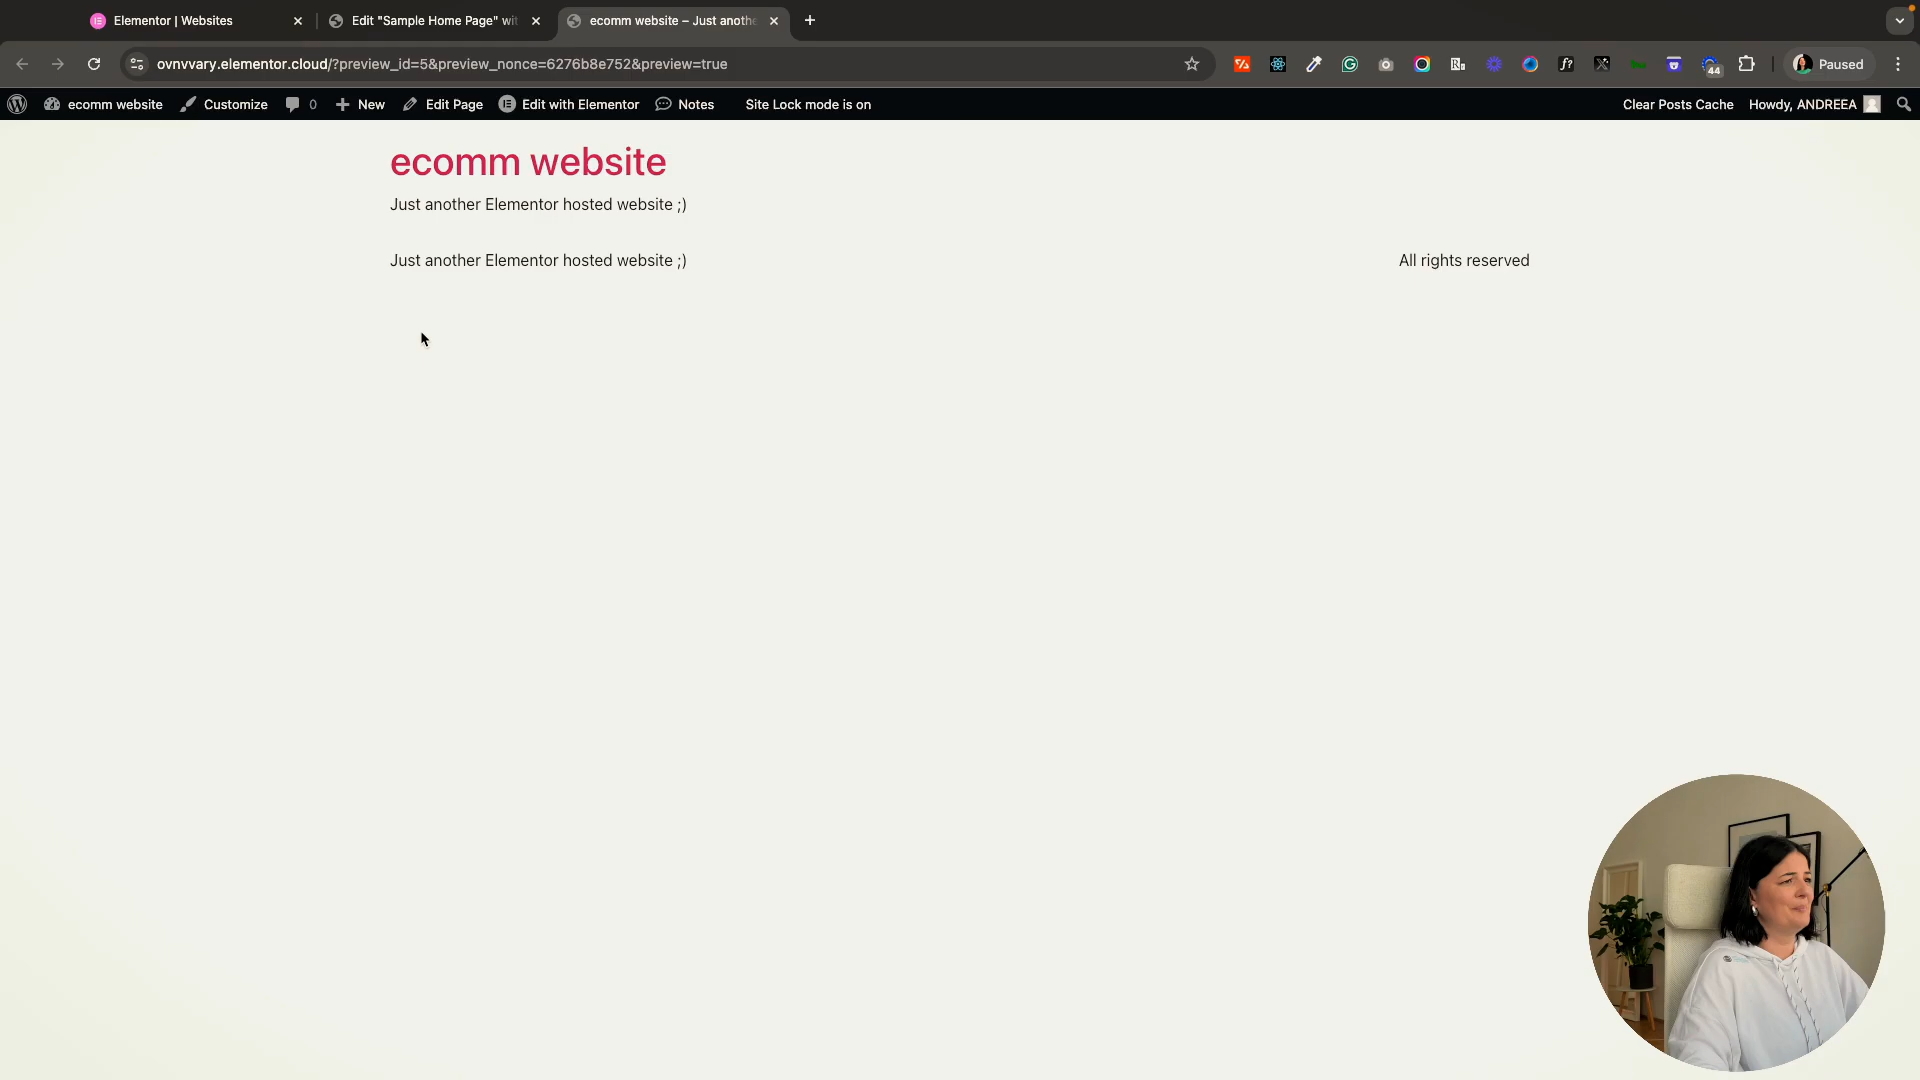 Elementor | Websites
Edit "Sample Home Page" wi
ecomm website – Just anoth
ovnvvary.elementor.cloud/?preview_id=5&preview_nonce=6276b8e752&preview=true
44
Paused
ecomm website
Customize
0
New
Edit Page
Edit with Elementor
Notes
Site Lock mode is on
Clear Posts Cache
Howdy, ANDREEA
ecomm website
Just another Elementor hosted website ;)
Just another Elementor hosted website ;)
All rights reserved